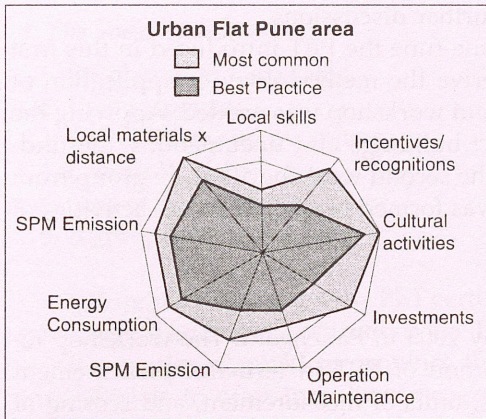 Urban Flat Pune area
Most common
Best Practice
Local skills
Local materials x
distance
Incentives/
recognitions
SPM Emission
Cultural
activities
Energy
Consumption
Investments
SPM Emission
Operation
Maintenance